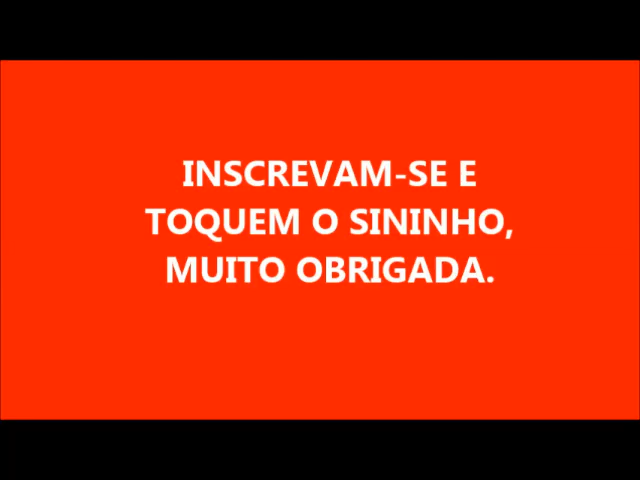 INSCREVAM-SE E
TOQUEM O SININHO,
MUITO OBRIGADA.